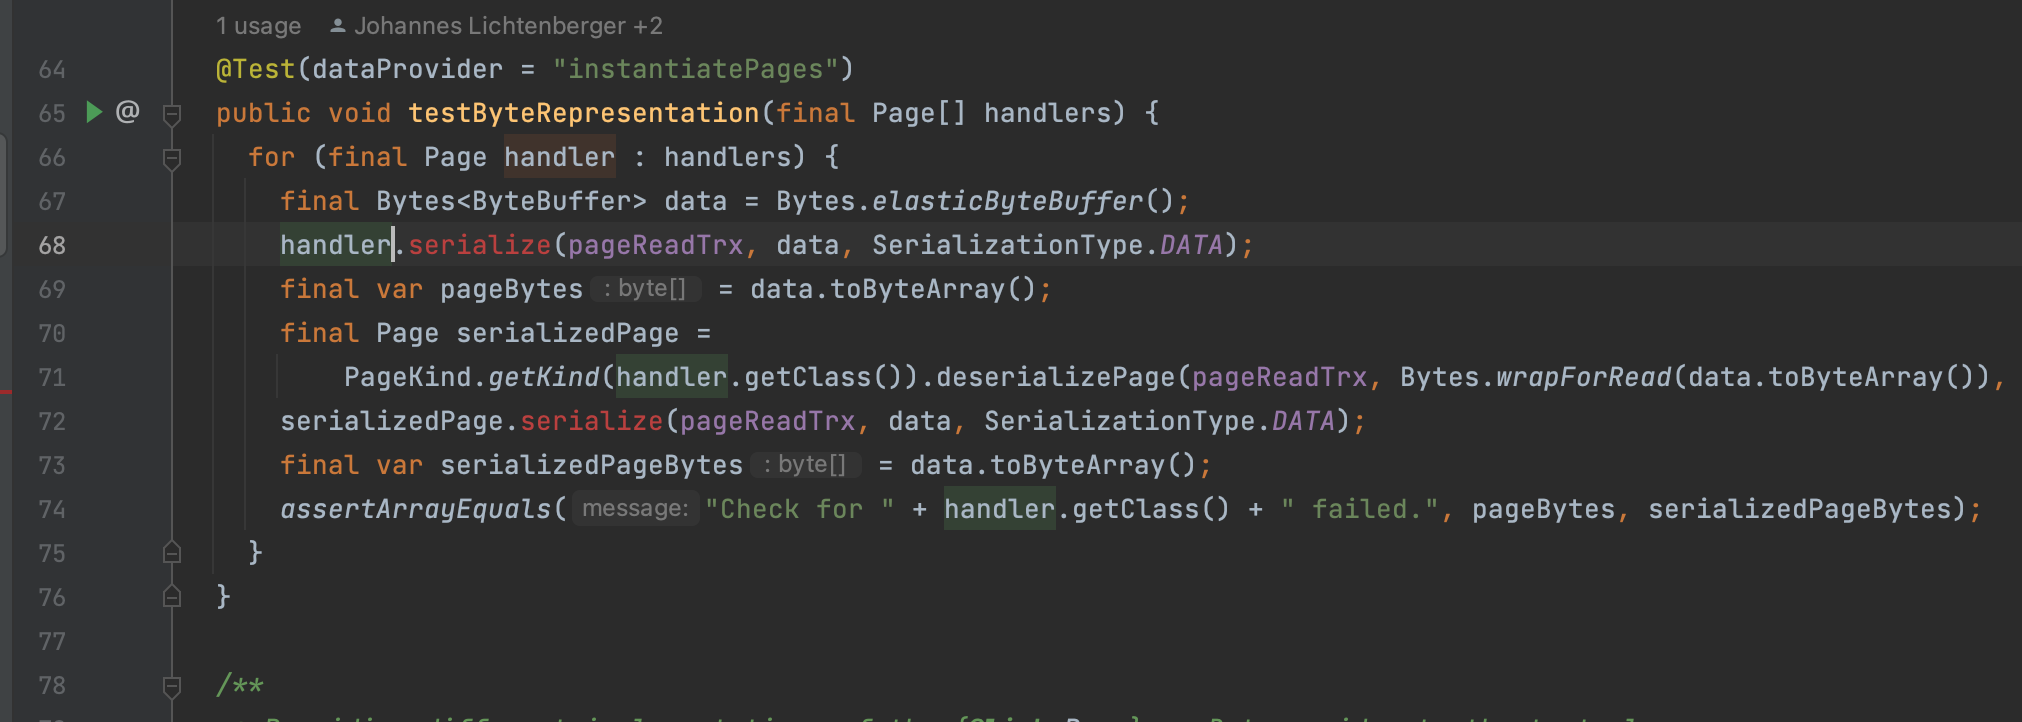 1 usage Johannes Lichtenberger +2
64 @Test(dataProvider = "instantiatePages")
65 @ public void testByteRepresentation(final Page[] handlers) {
66 for (final Page handler : handlers) {
67 final Bytes<ByteBuffer> data = Bytes.elasticByteBuffer();
68 handler.serialize(pageReadTrx, data, SerializationType.DATA);
69 final var pageBytes : byte[] = data.toByteArray();
70 final Page serializedPage =
71 PageKind.getKind(handler.getClass()).deserializePage(pageReadTrx, Bytes.wrapForRead(data.toByteArray()),
72 serializedPage.serialize(pageReadTrx, data, SerializationType.DATA);
73 final var serializedPageBytes : byte[] = data.toByteArray();
74 assertArrayEquals( message: "Check for " + handler.getClass() + " failed.", pageBytes, serializedPageBytes);
75 }
76 }
77
78 /**